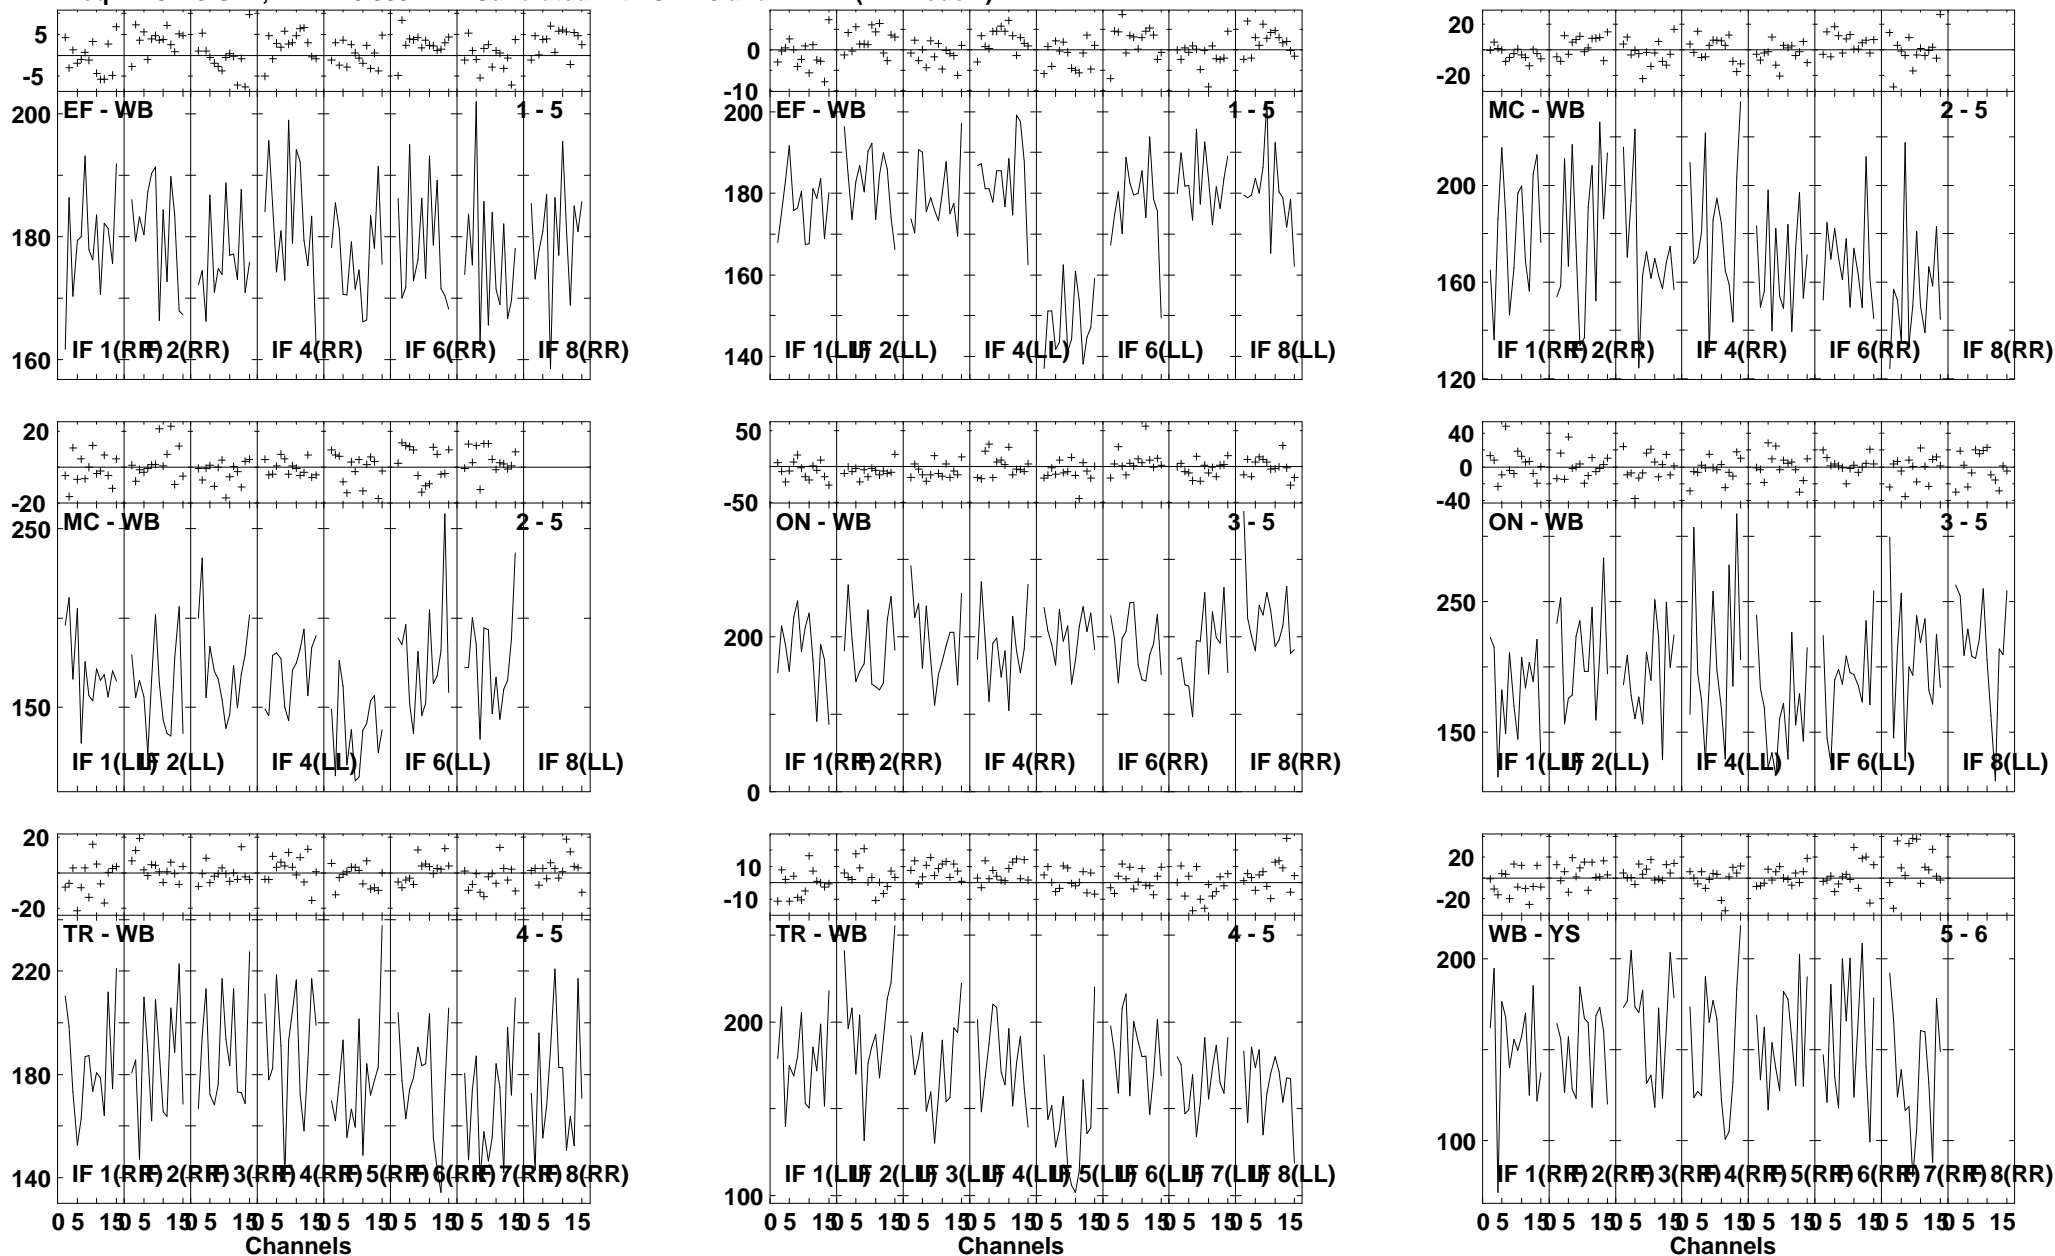 5
-5
EF - WB
1 - 5
200
180
160
IF 1(RR) IF 2(RR) IF 4(RR) IF 6(RR) IF 8(RR)
10
0
-10
EF - WB
1 - 5
200
180
160
140
IF 1(LL) IF 2(LL) IF 4(LL) IF 6(LL) IF 8(LL)
20
-20
MC - WB
2 - 5
200
160
120
IF 1(RR) IF 2(RR) IF 4(RR) IF 6(RR) IF 8(RR)
20
-20
MC - WB
2 - 5
250
150
IF 1(LL) IF 2(LL) IF 4(LL) IF 6(LL) IF 8(LL)
50
-50
ON - WB
3 - 5
200
0
IF 1(RR) IF 2(RR) IF 4(RR) IF 6(RR) IF 8(RR)
40
0
-40
ON - WB
3 - 5
250
150
IF 1(LL) IF 2(LL) IF 4(LL) IF 6(LL) IF 8(LL)
20
-20
TR - WB
4 - 5
220
180
140
IF 1(RR) IF 2(RR) IF 3(RR) IF 4(RR) IF 5(RR) IF 6(RR) IF 7(RR) IF 8(RR)
0 5 15 0 5 15 0 5 15 0 5 15
Channels
10
-10
TR - WB
4 - 5
200
100
IF 1(LL) IF 2(LL) IF 3(LL) IF 4(LL) IF 5(LL) IF 6(LL) IF 7(LL) IF 8(LL)
0 5 15 0 5 15 0 5 15 0 5 15
Channels
20
-20
WB - YS
5 - 6
200
100
IF 1(RR) IF 2(RR) IF 3(RR) IF 4(RR) IF 5(RR) IF 6(RR) IF 7(RR) IF 8(RR)
0 5 15 0 5 15 0 5 15 0 5 15
Channels